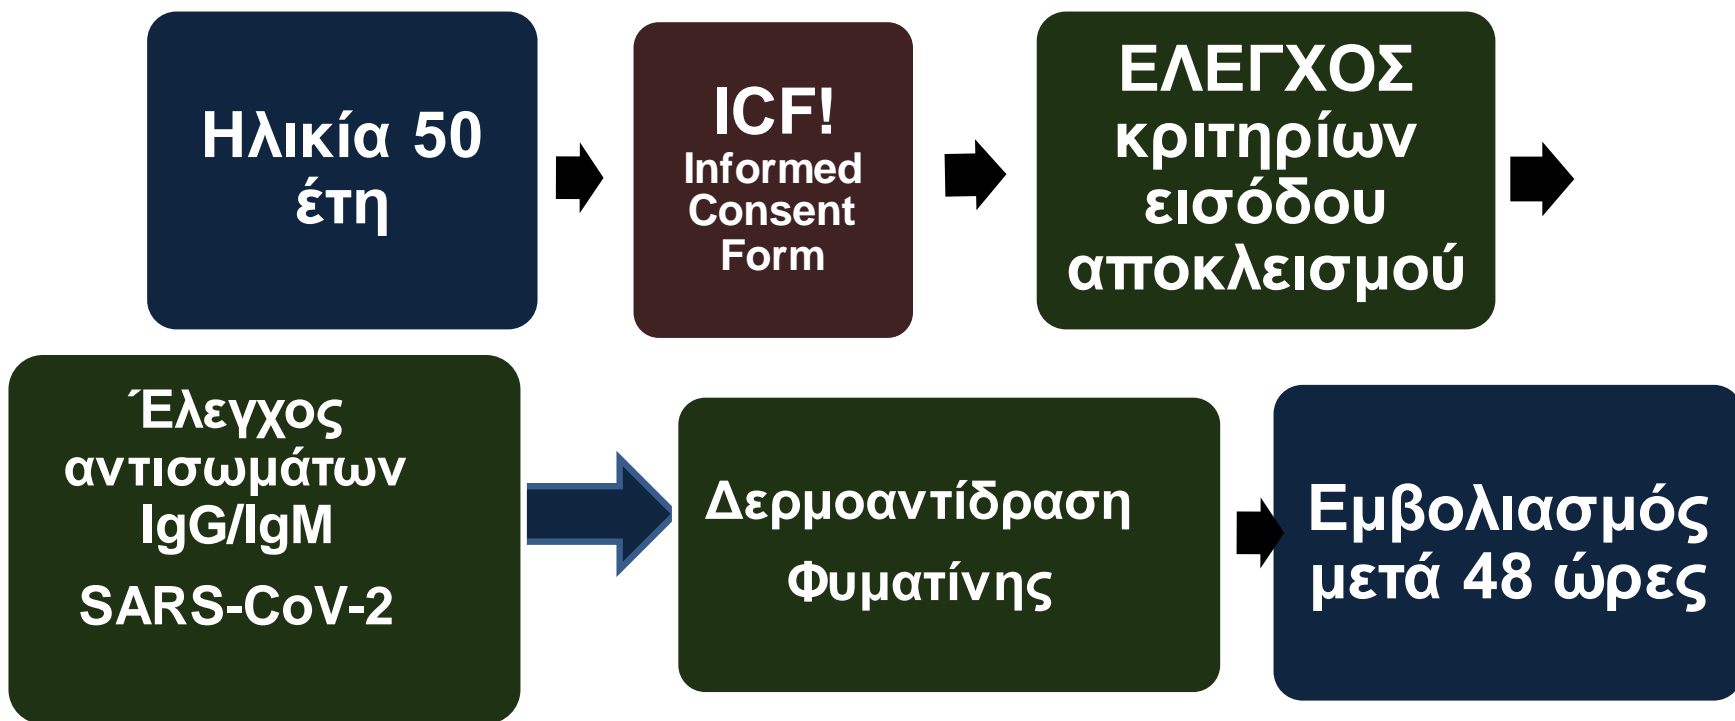 Ηλικία 50
έτη
ICF!
Informed
Consent
Form
ΕΛΕΓΧΟΣ
κριτηρίων
εισόδου
αποκλεισμού
Έλεγχος
αντισωμάτων
IgG/IgM
SARS-CoV-2
Δερμοαντίδραση
Φυματίνης
Εμβολιασμός
μετά 48 ώρες